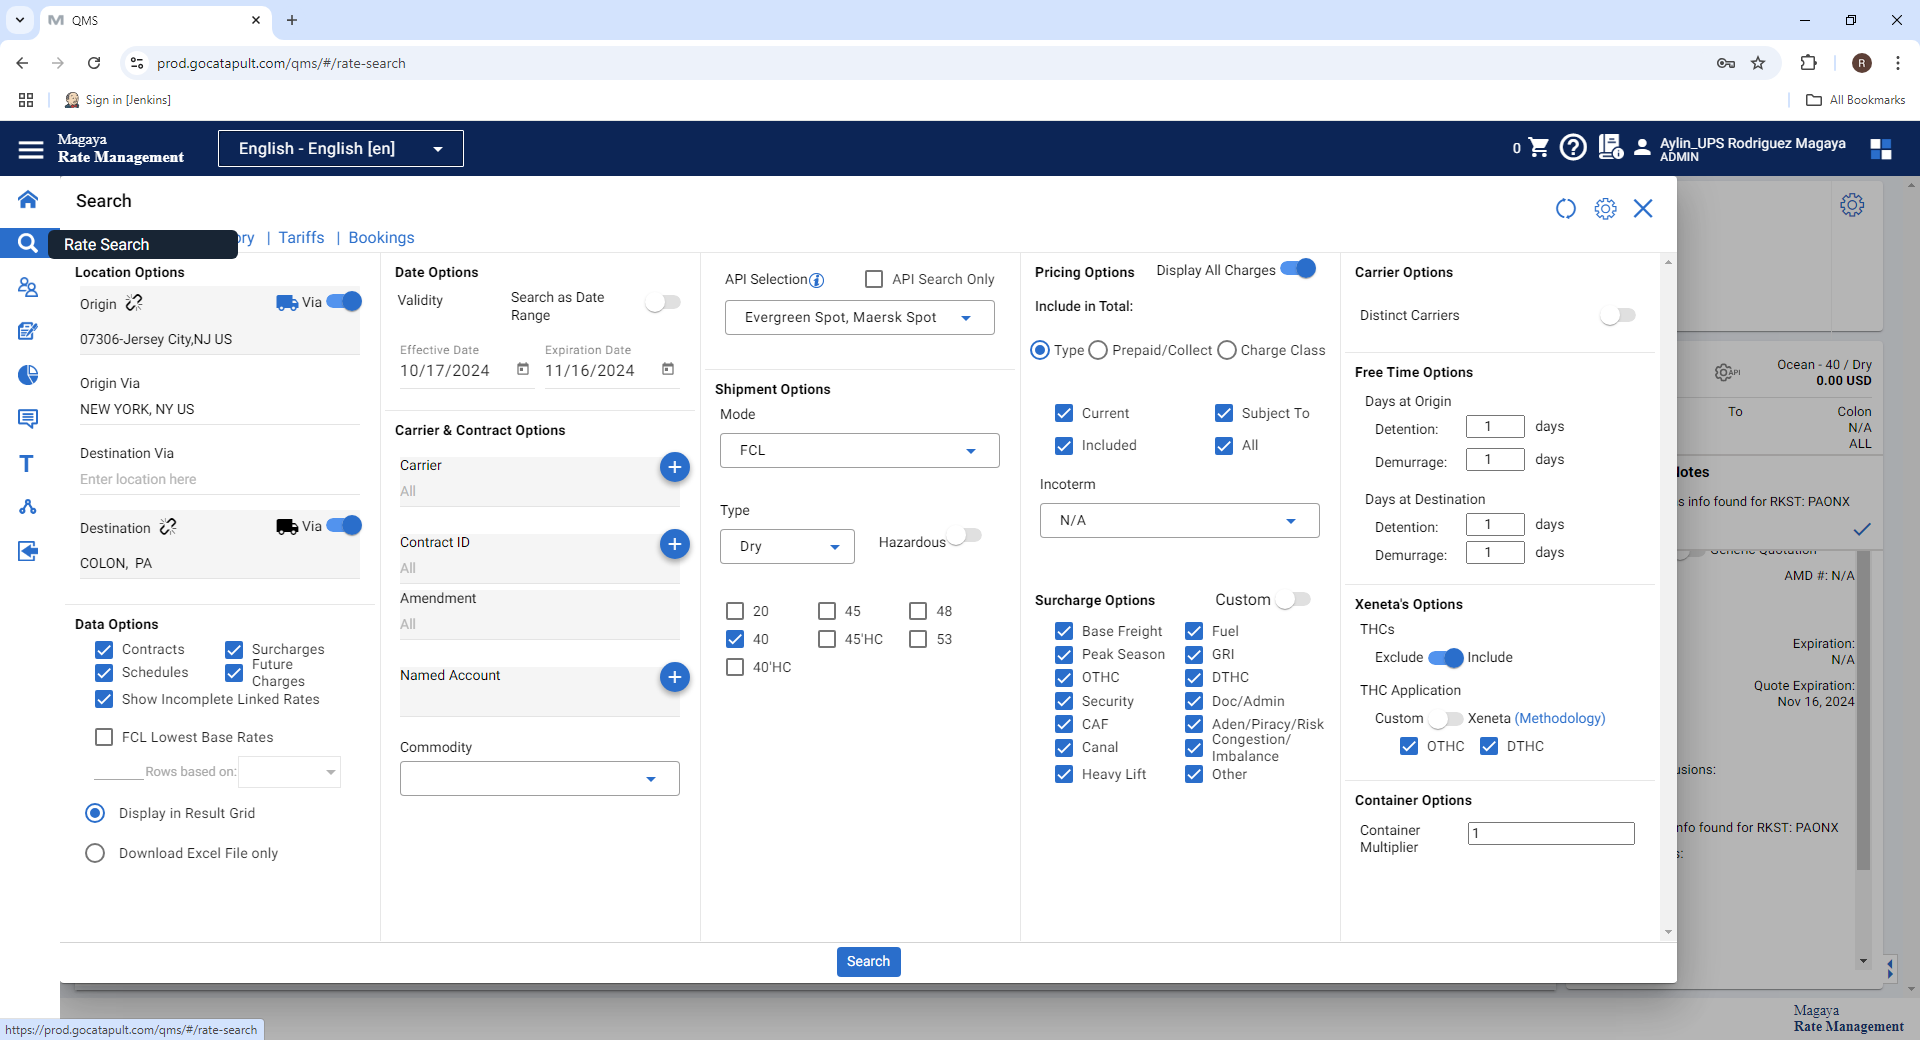 QMS
prod.gocatapult.com/qms/#/rate-search
R
Sign in [Jenkins]
All Bookmarks
Magaya
Rate Management
English - English [en]
0
Aylin_UPS Rodriguez Magaya
ADMIN
Search
Rate Search
ory | Tariffs | Bookings
Location Options
Origin
Via
07306-Jersey City,NJ US
Origin Via
NEW YORK, NY US
Destination Via
Enter location here
Destination
Via
COLON, PA
Data Options
Contracts
Surcharges
Schedules
Future
Charges
Show Incomplete Linked Rates
FCL Lowest Base Rates
Rows based on:
Display in Result Grid
Download Excel File only
Date Options
Validity
Search as Date
Range
Effective Date
10/17/2024
Expiration Date
11/16/2024
Carrier & Contract Options
Carrier
All
Contract ID
All
Amendment
All
Named Account
Commodity
API Selection
API Search Only
Evergreen Spot, Maersk Spot
Shipment Options
Mode
FCL
Type
Dry
Hazardous
20
45
48
40
45'HC
53
40'HC
Pricing Options
Display All Charges
Include in Total:
Type
Prepaid/Collect
Charge Class
Current
Subject To
Included
All
Incoterm
N/A
Surcharge Options
Custom
Base Freight
Fuel
Peak Season
GRI
OTHC
DTHC
Security
Doc/Admin
CAF
Aden/Piracy/Risk
Canal
Congestion/
Imbalance
Heavy Lift
Other
Carrier Options
Distinct Carriers
Free Time Options
Days at Origin
Detention: 1 days
Demurrage: 1 days
Days at Destination
Detention: 1 days
Demurrage: 1 days
Xeneta's Options
THCs
Exclude
Include
THC Application
Custom
Xeneta (Methodology)
OTHC
DTHC
Container Options
Container
Multiplier
1
Search
API
Ocean - 40 / Dry
0.00 USD
To
Colon
N/A
ALL
lotes
s info found for RKST: PAONX
Generic Quotation
AMD #: N/A
Expiration:
N/A
Quote Expiration:
Nov 16, 2024
usions:
nfo found for RKST: PAONX
s:
https://prod.gocatapult.com/qms/#/rate-search
Magaya
Rate Management